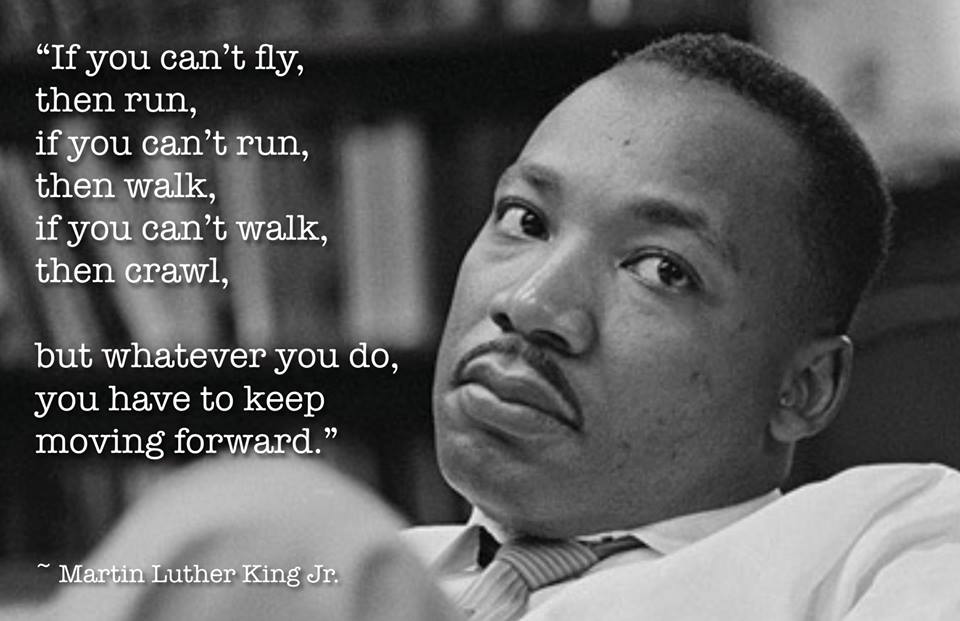 “If you can’t fly,
then run,
if you can’t run,
then walk,
if you can’t walk,
then crawl,
but whatever you do,
you have to keep
moving forward.”
~ Martin Luther King Jr.